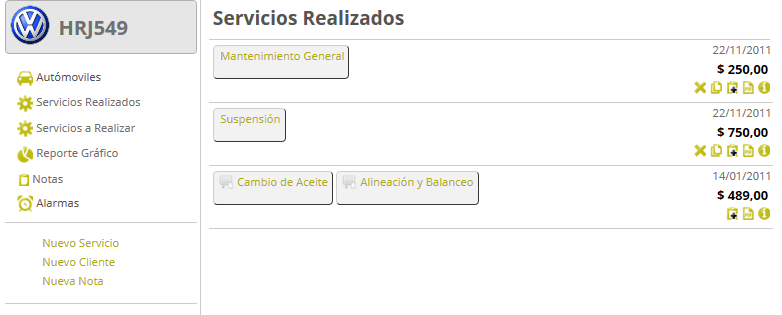 HRJ549
Autómoviles
Servicios Realizados
Servicios a Realizar
Reporte Gráfico
Notas
Alarmas
Nuevo Servicio
Nuevo Cliente
Nueva Nota
Servicios Realizados
Mantenimiento General
22/11/2011
$ 250,00
Suspensión
22/11/2011
$ 750,00
Cambio de Aceite Alineación y Balanceo
14/01/2011
$ 489,00